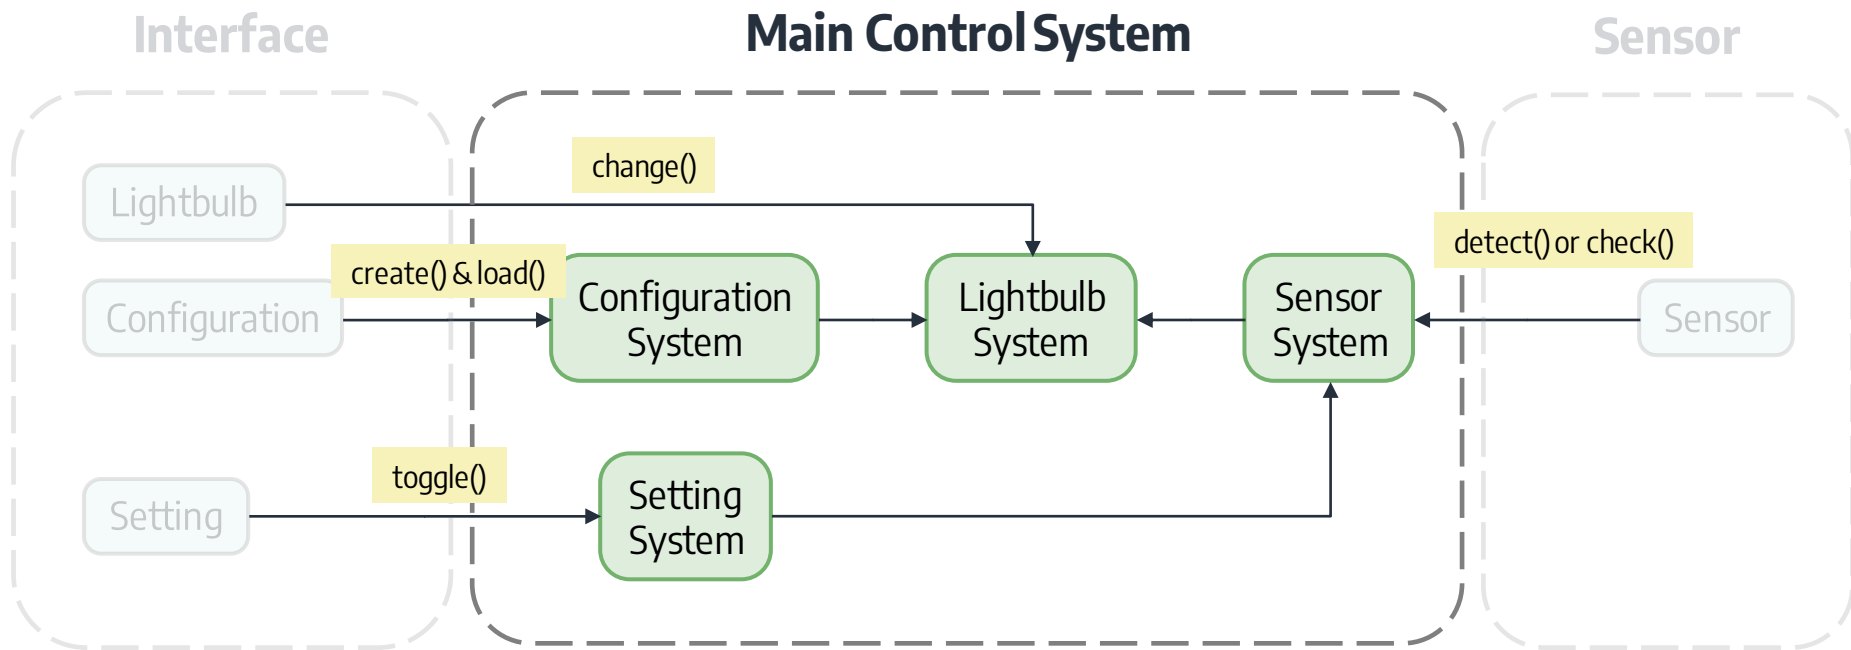 Interface
Main Control System
Sensor
change()
Lightbulb
detect() or check()
create() & load()
Configuration
Configuration
System
Lightbulb
System
Sensor
System
Sensor
toggle()
Setting
Setting
System